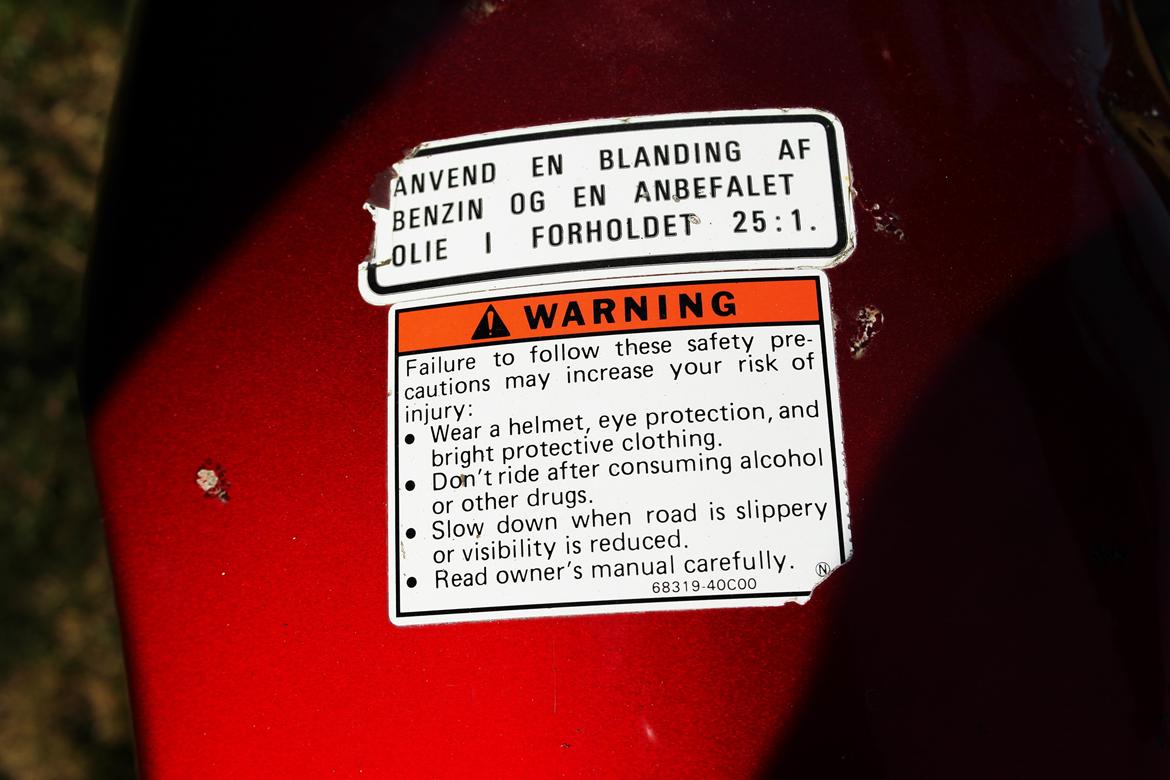 ANVEND EN BLANDING AF
BENZIN OG EN ANBEFALET
OLIE I FORHOLDET 25:1.
WARNING
Failure to follow these safety pre-
cautions may increase your risk of
injury:
• Wear a helmet, eye protection, and
bright protective clothing.
• Don't ride after consuming alcohol
or other drugs.
• Slow down when road is slippery
or visibility is reduced.
• Read owner's manual carefully.
68319-40C00 Ⓝ